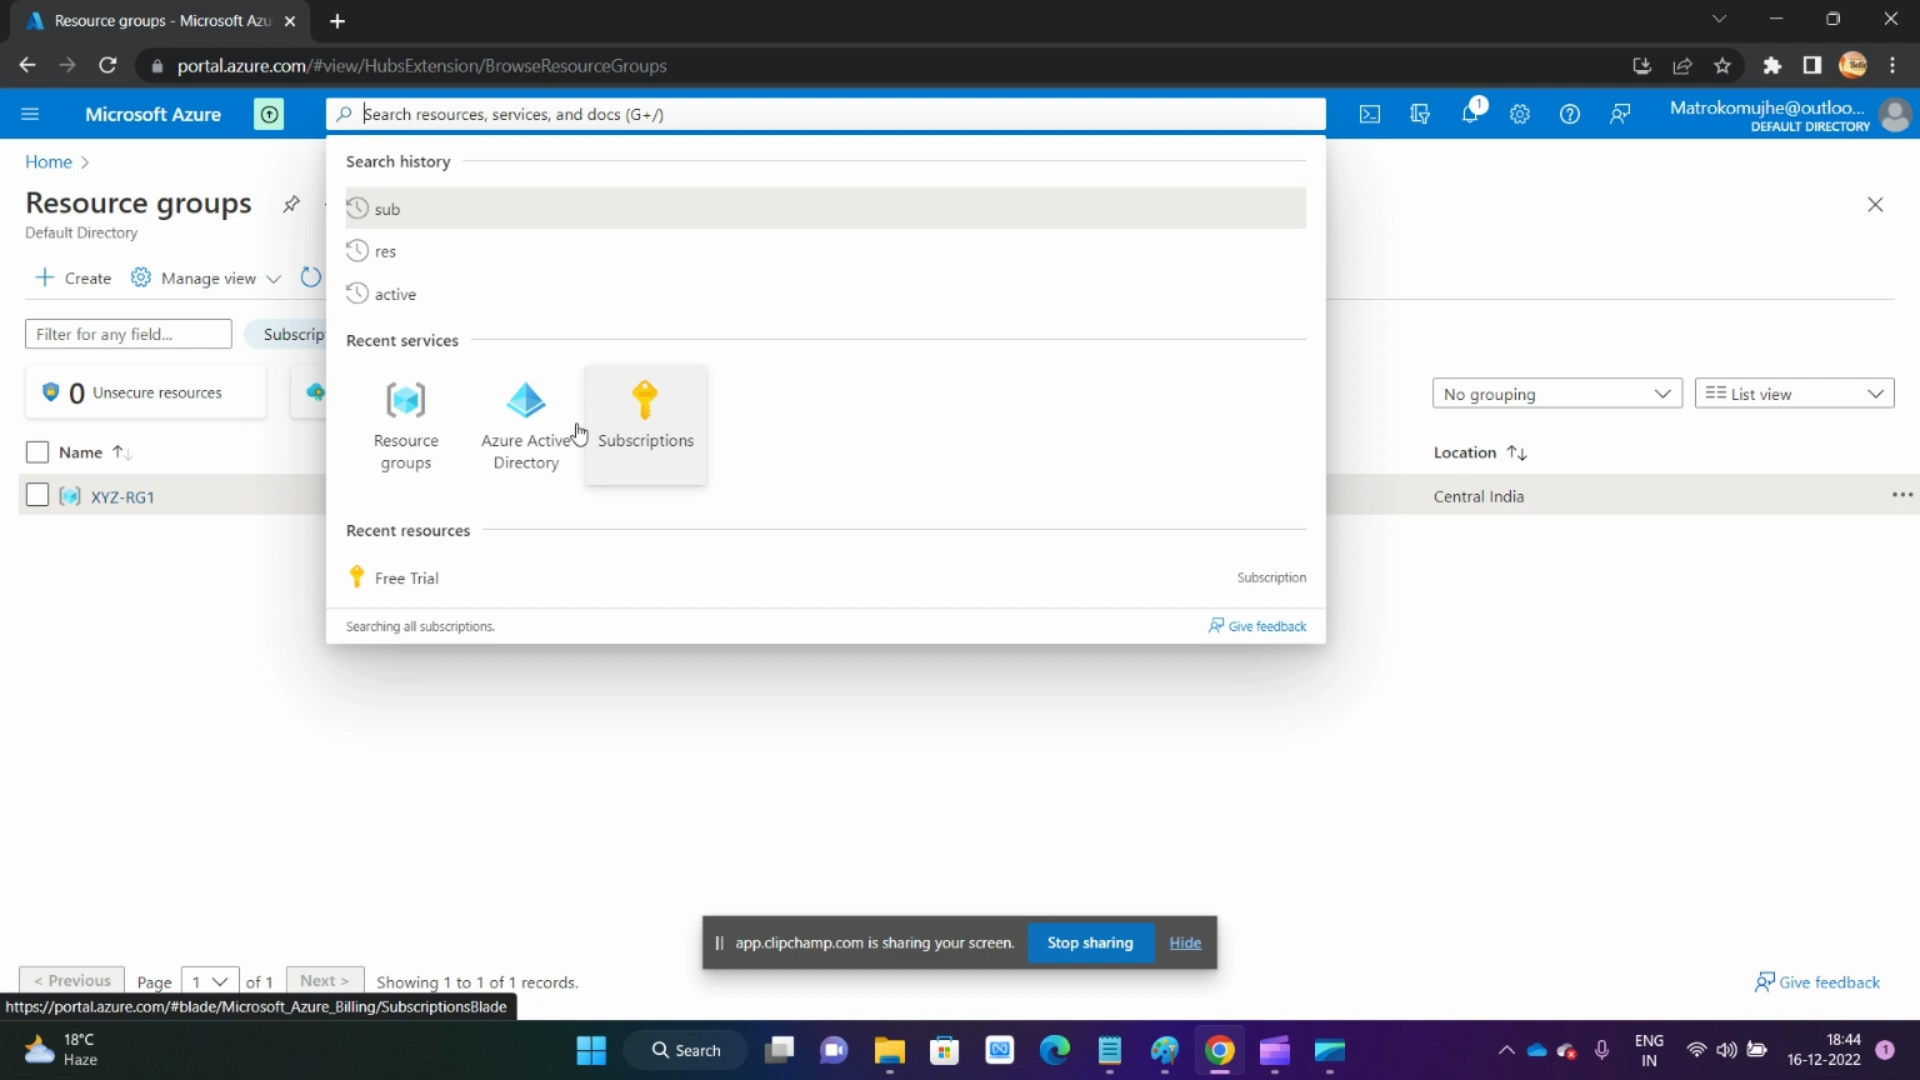 Resource groups - Microsoft Azu
portal.azure.com/#view/HubsExtension/BrowseResourceGroups
Microsoft Azure
Search resources, services, and docs (G+/)
1
Matrokomujhe@outloo...
DEFAULT DIRECTORY
Home >
Resource groups
Default Directory
Create
Manage view
Filter for any field...
Subscrip
0 Unsecure resources
Name
XYZ-RG1
Search history
sub
res
active
Recent services
Resource groups
Azure Active Directory
Subscriptions
Recent resources
Free Trial
Subscription
Searching all subscriptions.
Give feedback
No grouping
List view
Location
Central India
app.clipchamp.com is sharing your screen.
Stop sharing
Hide
< Previous
Page 1 of 1
Next >
Showing 1 to 1 of 1 records.
Give feedback
https://portal.azure.com/#blade/Microsoft_Azure_Billing/SubscriptionsBlade
18°C
Haze
Search
ENG
IN
18:44
16-12-2022
1